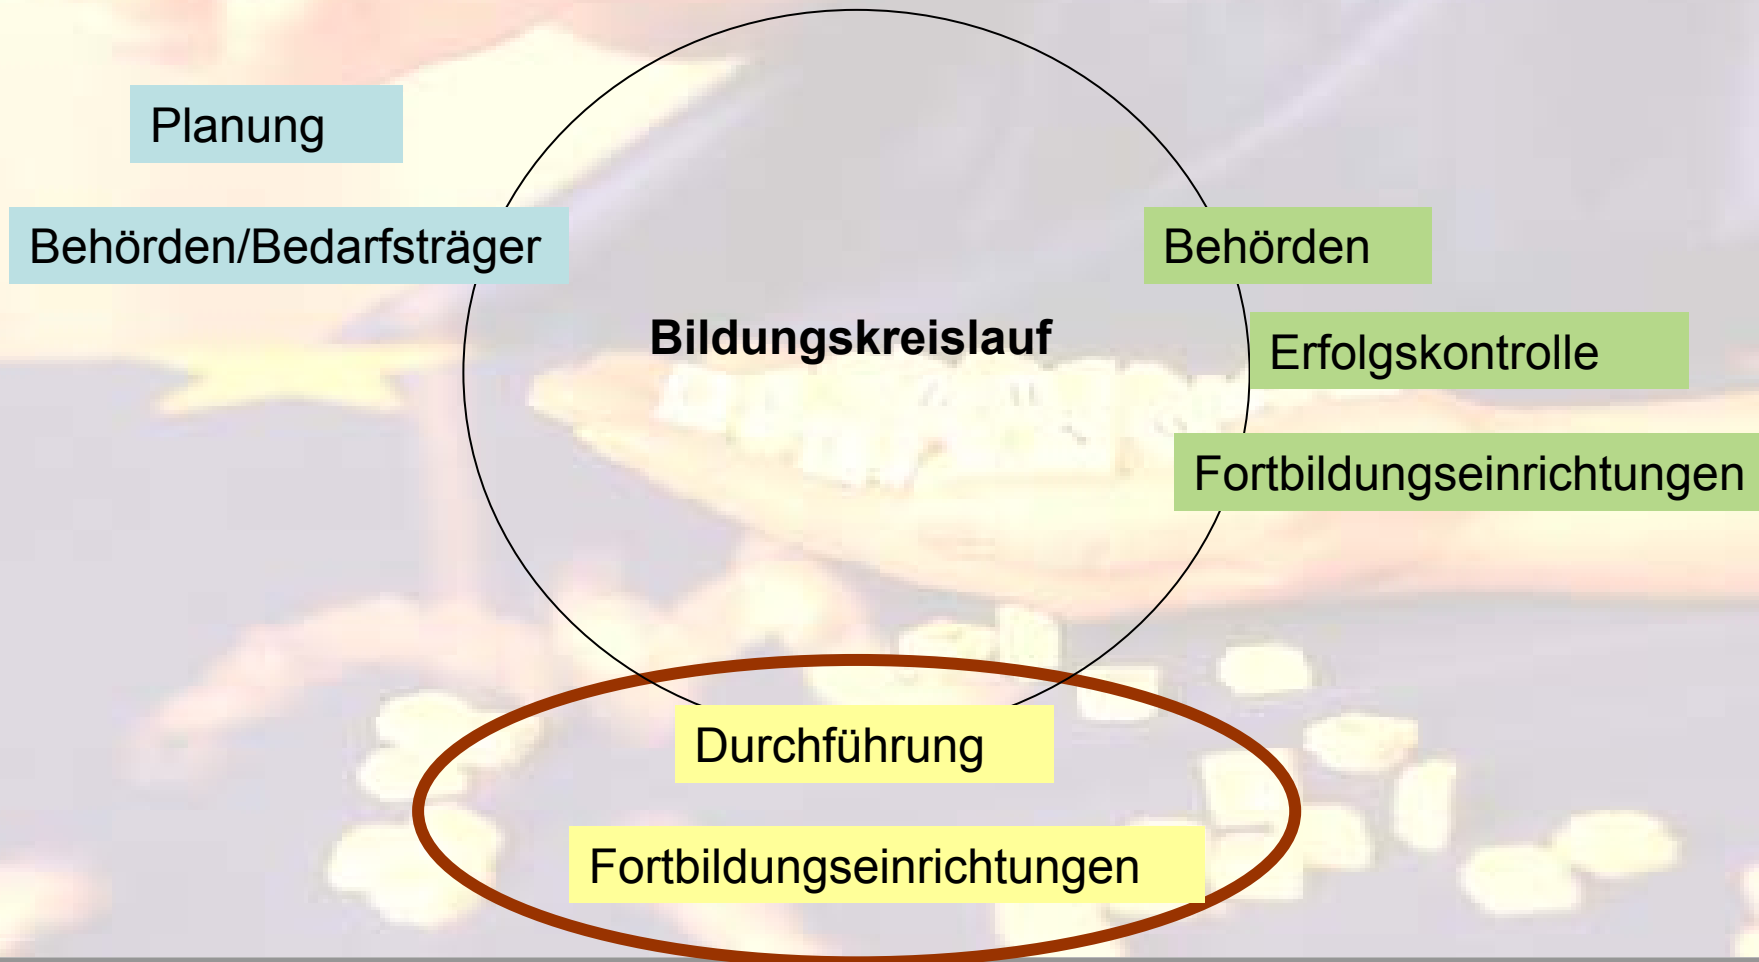 Planung
Behörden/Bedarfsträger
Behörden
Bildungskreislauf
Erfolgskontrolle
Fortbildungseinrichtungen
Durchführung
Fortbildungseinrichtungen